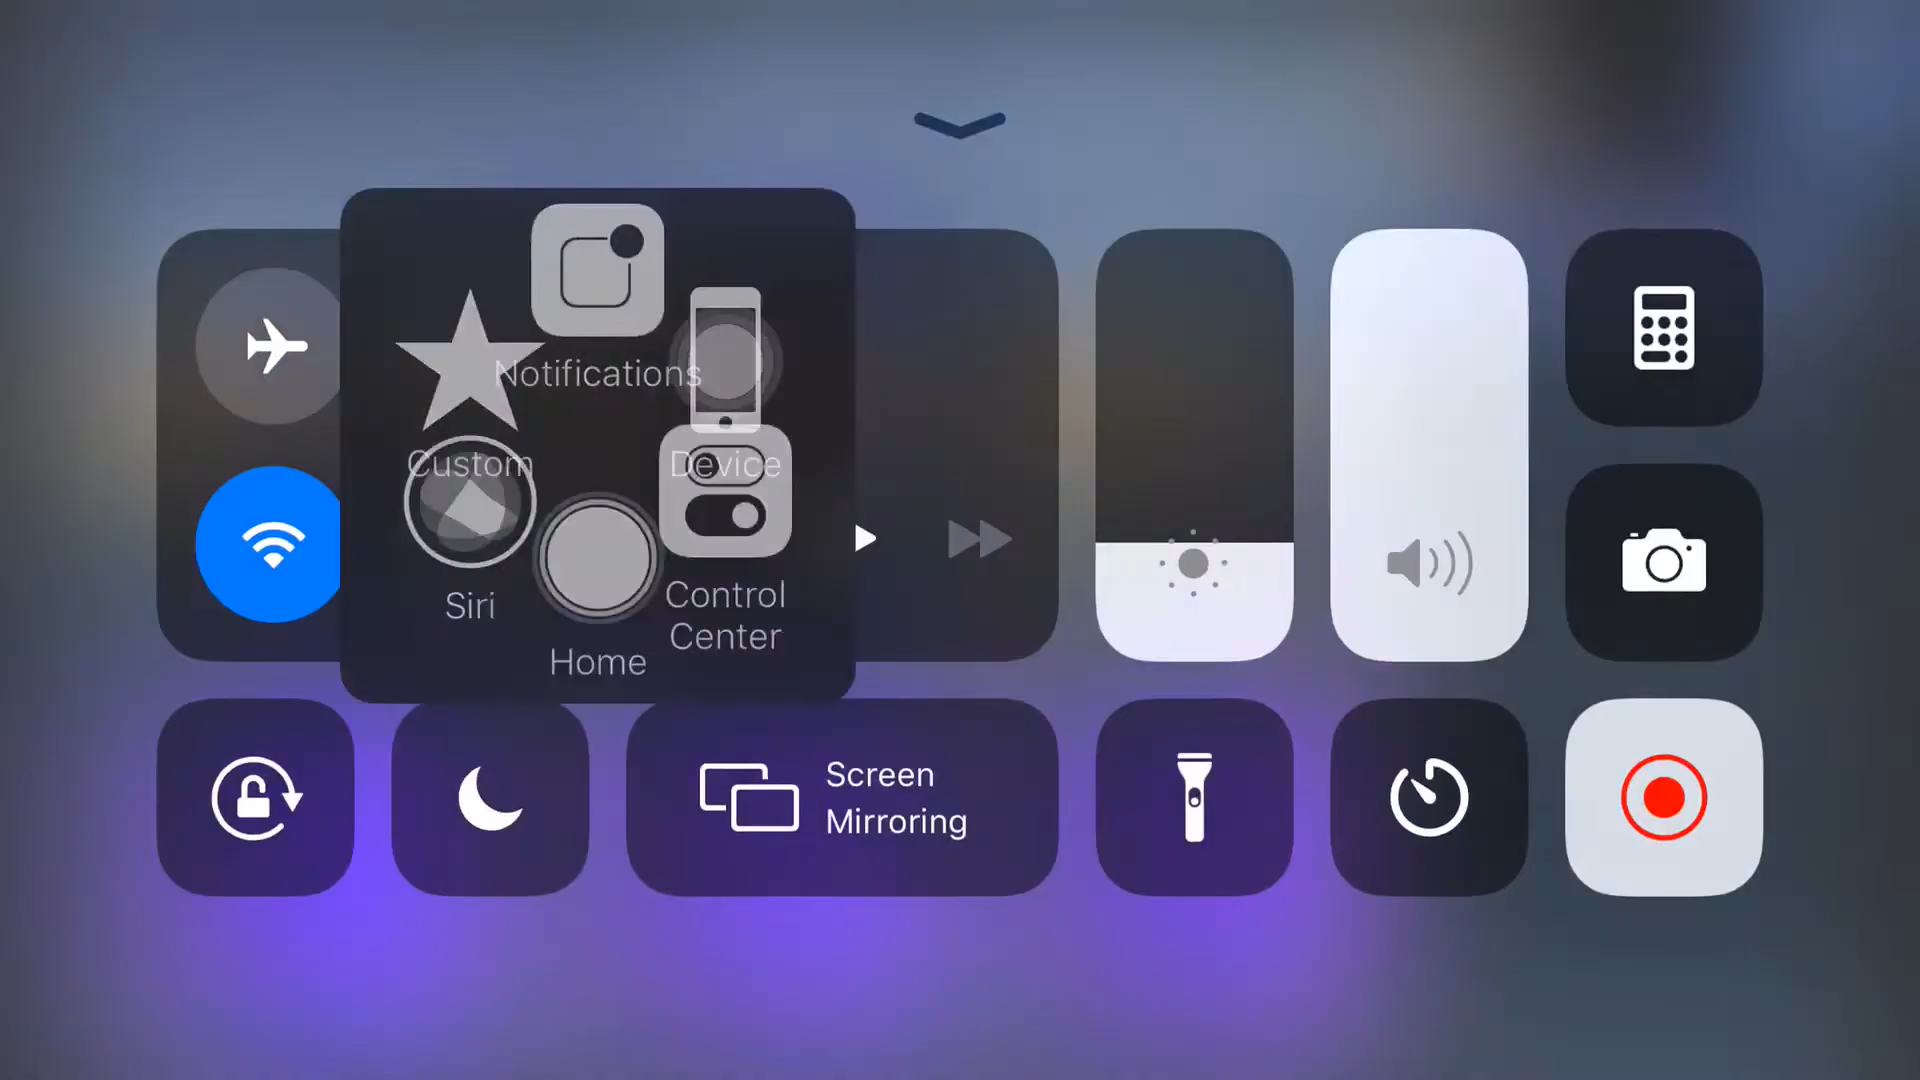 Notifications
Custom
Device
Siri
Control
Center
Home
Screen
Mirroring